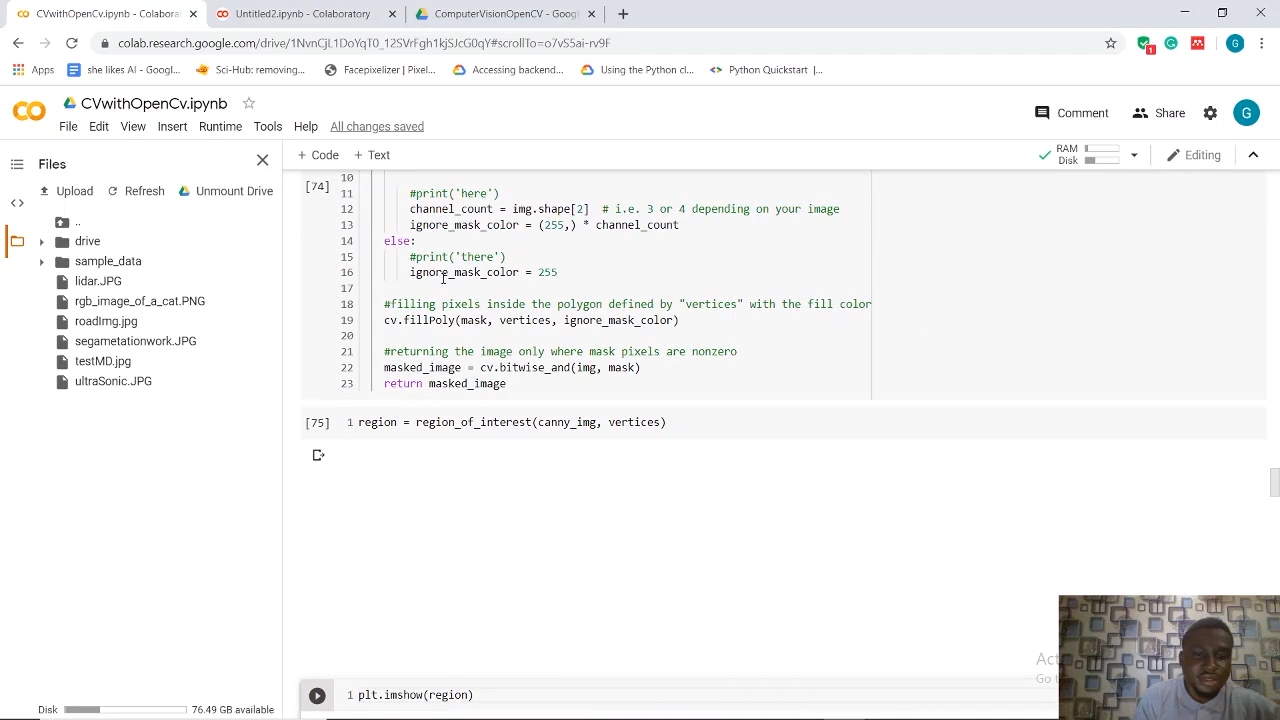 CVwithOpenCv.ipynb - Colaborat
Untitled2.ipynb - Colaboratory
ComputerVisionOpenCV - Goog
colab.research.google.com/drive/1NvnCjL1DoYqT0_12SVrFgh1kjSJcG0qY#scrollTo=o7vS5ai-rv9F
1
G
Apps
she likes AI - Googl...
Sci-Hub: removing...
Facepixelizer | Pixel...
Accessing backend...
Using the Python cl...
Python Quickstart |...
CO
CVwithOpenCv.ipynb
Comment
Share
G
File Edit View Insert Runtime Tools Help All changes saved
Files
+ Code + Text
RAM
Disk
Editing
Upload Refresh Unmount Drive
..
drive
sample_data
lidar.JPG
rgb_image_of_a_cat.PNG
roadImg.jpg
segametationwork.JPG
testMD.jpg
ultraSonic.JPG
Disk 76.49 GB available
[74]
10
11 #print('here')
12 channel_count = img.shape[2] # i.e. 3 or 4 depending on your image
13 ignore_mask_color = (255,) * channel_count
14 else:
15 #print('there')
16 ignore_mask_color = 255
17
18 #filling pixels inside the polygon defined by "vertices" with the fill color
19 cv.fillPoly(mask, vertices, ignore_mask_color)
20
21 #returning the image only where mask pixels are nonzero
22 masked_image = cv.bitwise_and(img, mask)
23 return masked_image
[75] 1 region = region_of_interest(canny_img, vertices)
1 plt.imshow(region)
Go